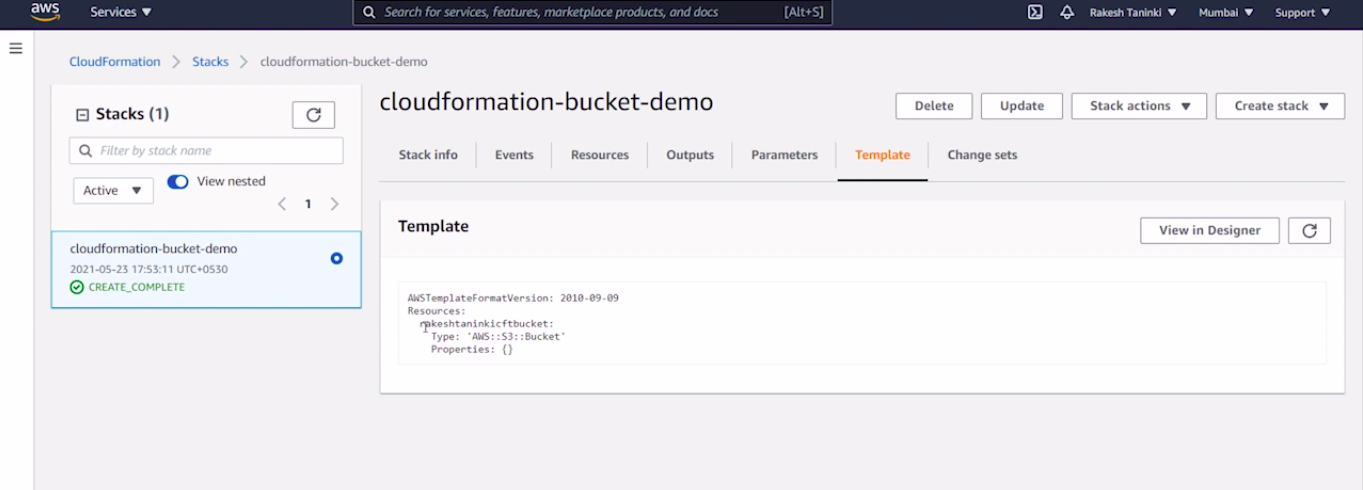 aws Services ▼ Search for services, features, marketplace products, and docs [Alt+S] Rakesh Taninki ▼ Mumbai ▼ Support ▼
CloudFormation > Stacks > cloudformation-bucket-demo
Stacks (1)
Filter by stack name
Active ▼ View nested
< 1 >
cloudformation-bucket-demo
2021-05-23 17:53:11 UTC+0530
CREATE_COMPLETE
cloudformation-bucket-demo
Delete Update Stack actions ▼ Create stack ▼
Stack info Events Resources Outputs Parameters Template Change sets
Template
View in Designer
AWSTemplateFormatVersion: 2010-09-09
Resources:
rakeshtaninkicftbucket:
Type: 'AWS::S3::Bucket'
Properties: {}